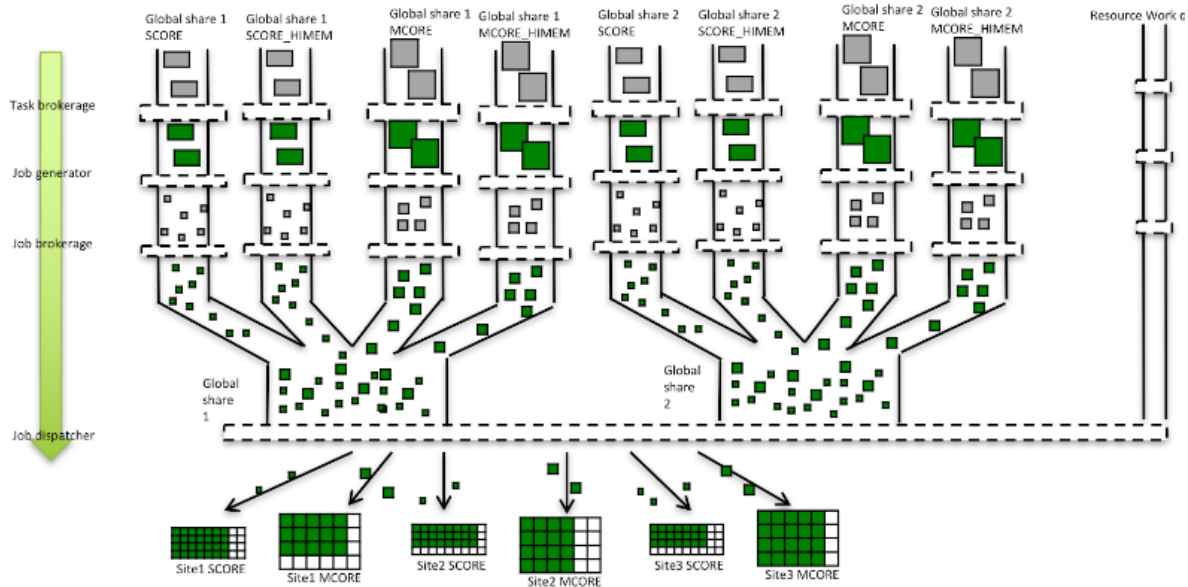 Global share 1
SCORE
Global share 1
SCORE_HIMEM
Global share 1
MCORE
Global share 1
MCORE_HIMEM
Global share 2
SCORE
Global share 2
SCORE_HIMEM
Global share 2
MCORE
Global share 2
MCORE_HIMEM
Resource Work
Task brokerage
Job generator
Job brokerage
Global
share
1
Global
share
2
Job dispatcher
Site1 SCORE
Site1 MCORE
Site2 SCORE
Site2 MCORE
Site3 SCORE
Site3 MCORE